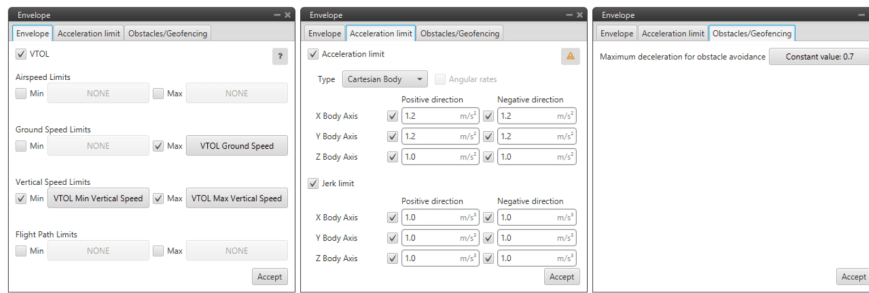 Envelope
Envelope Acceleration limit Obstacles/Geofencing
VTOL ?
Airspeed Limits
Min NONE Max NONE
Ground Speed Limits
Min NONE Max VTOL Ground Speed
Vertical Speed Limits
Min VTOL Min Vertical Speed Max VTOL Max Vertical Speed
Flight Path Limits
Min NONE Max NONE
Accept
Envelope
Envelope Acceleration limit Obstacles/Geofencing
Acceleration limit
Type Cartesian Body Angular rates
Positive direction Negative direction
X Body Axis 1.2 m/s² 1.2 m/s²
Y Body Axis 1.2 m/s² 1.2 m/s²
Z Body Axis 1.0 m/s² 1.0 m/s²
Jerk limit
Positive direction Negative direction
X Body Axis 1.0 m/s³ 1.0 m/s³
Y Body Axis 1.0 m/s³ 1.0 m/s³
Z Body Axis 1.0 m/s³ 1.0 m/s³
Accept
Envelope
Envelope Acceleration limit Obstacles/Geofencing
Maximum deceleration for obstacle avoidance Constant value: 0.7
Accept